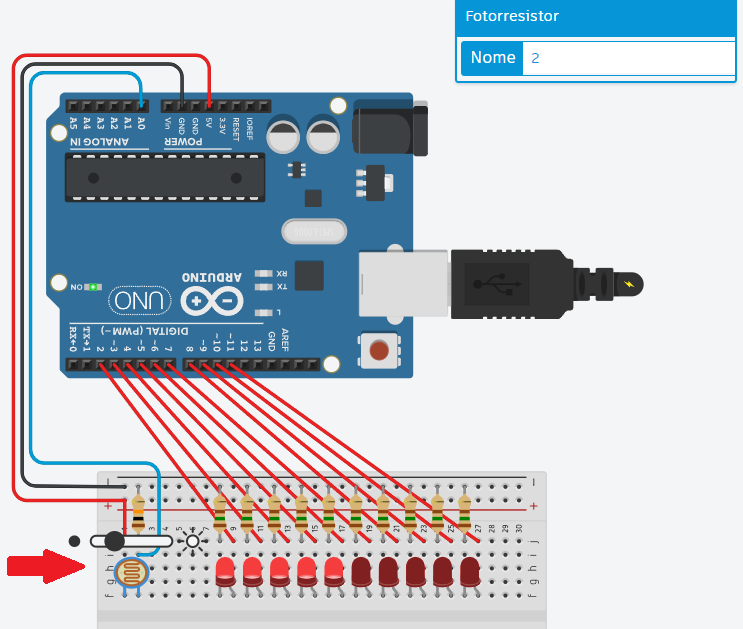 Fotorresistor
Nome 2
A5 A4 A3 A2 A1 A0
Vin GND GND 5V 3.3V RESET IOREF
ANALOG IN
POWER
ON
UNO
ARDUINO
RX
TX
L
DIGITAL (PWM~)
RX←0 TX→1 2 ~3 4 ~5 ~6 7 8 ~9 ~10 ~11 12 13 GND AREF
− −
+ +
1 3 5 6 7 9 11 13 15 17 19 21 23 25 27 29 30
j j
i i
h h
g g
f f